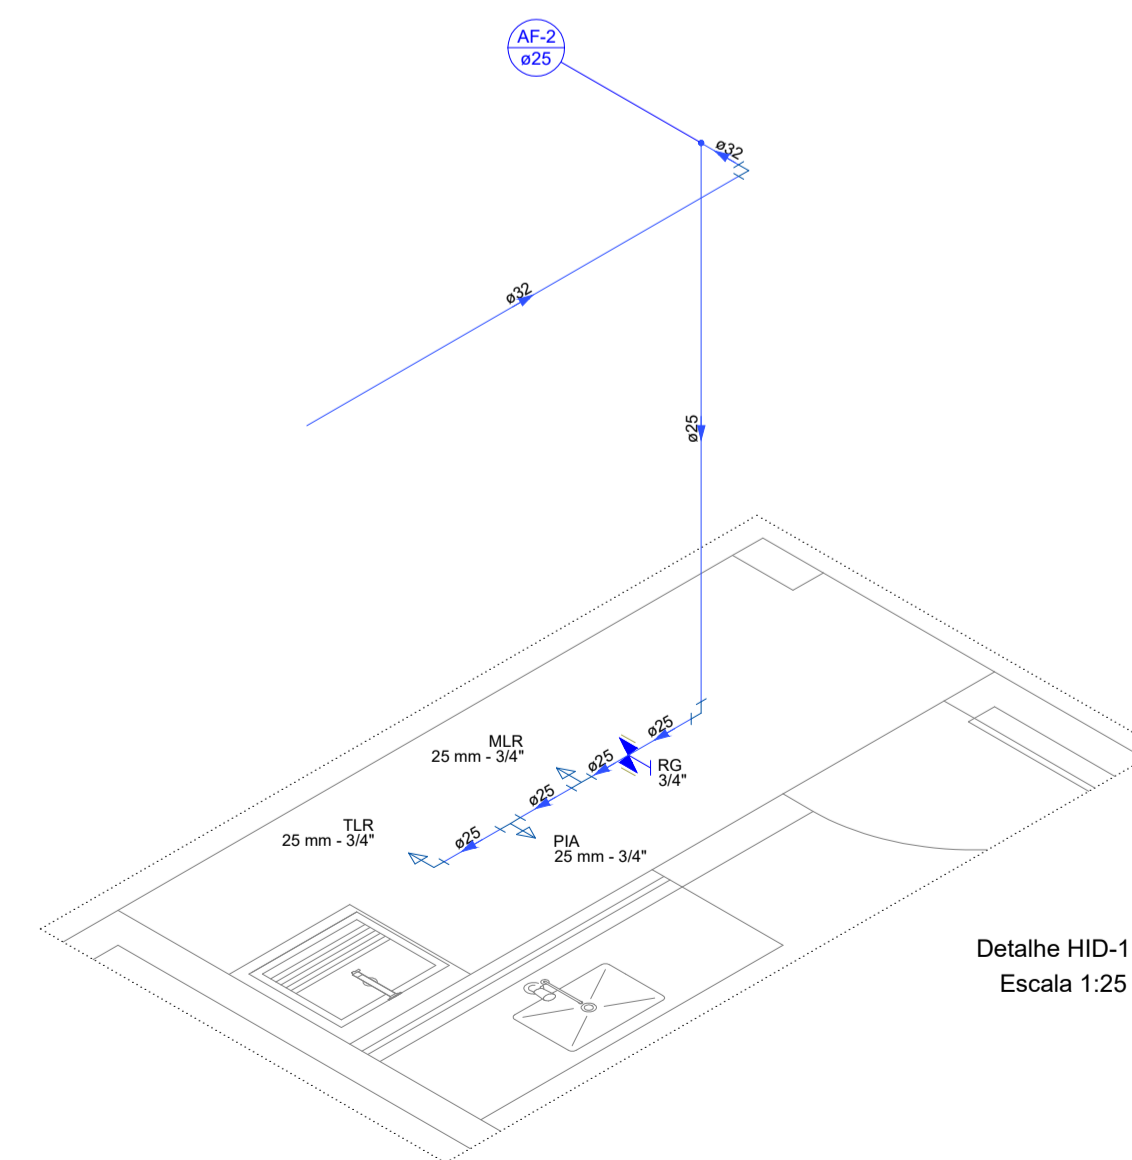 AF-2
ø25
ø32
ø32
ø25
ø25
MLR
25 mm - 3/4"
ø25
RG
3/4"
ø25
TLR
25 mm - 3/4"
ø25
PIA
25 mm - 3/4"
Detalhe HID-1
Escala 1:25